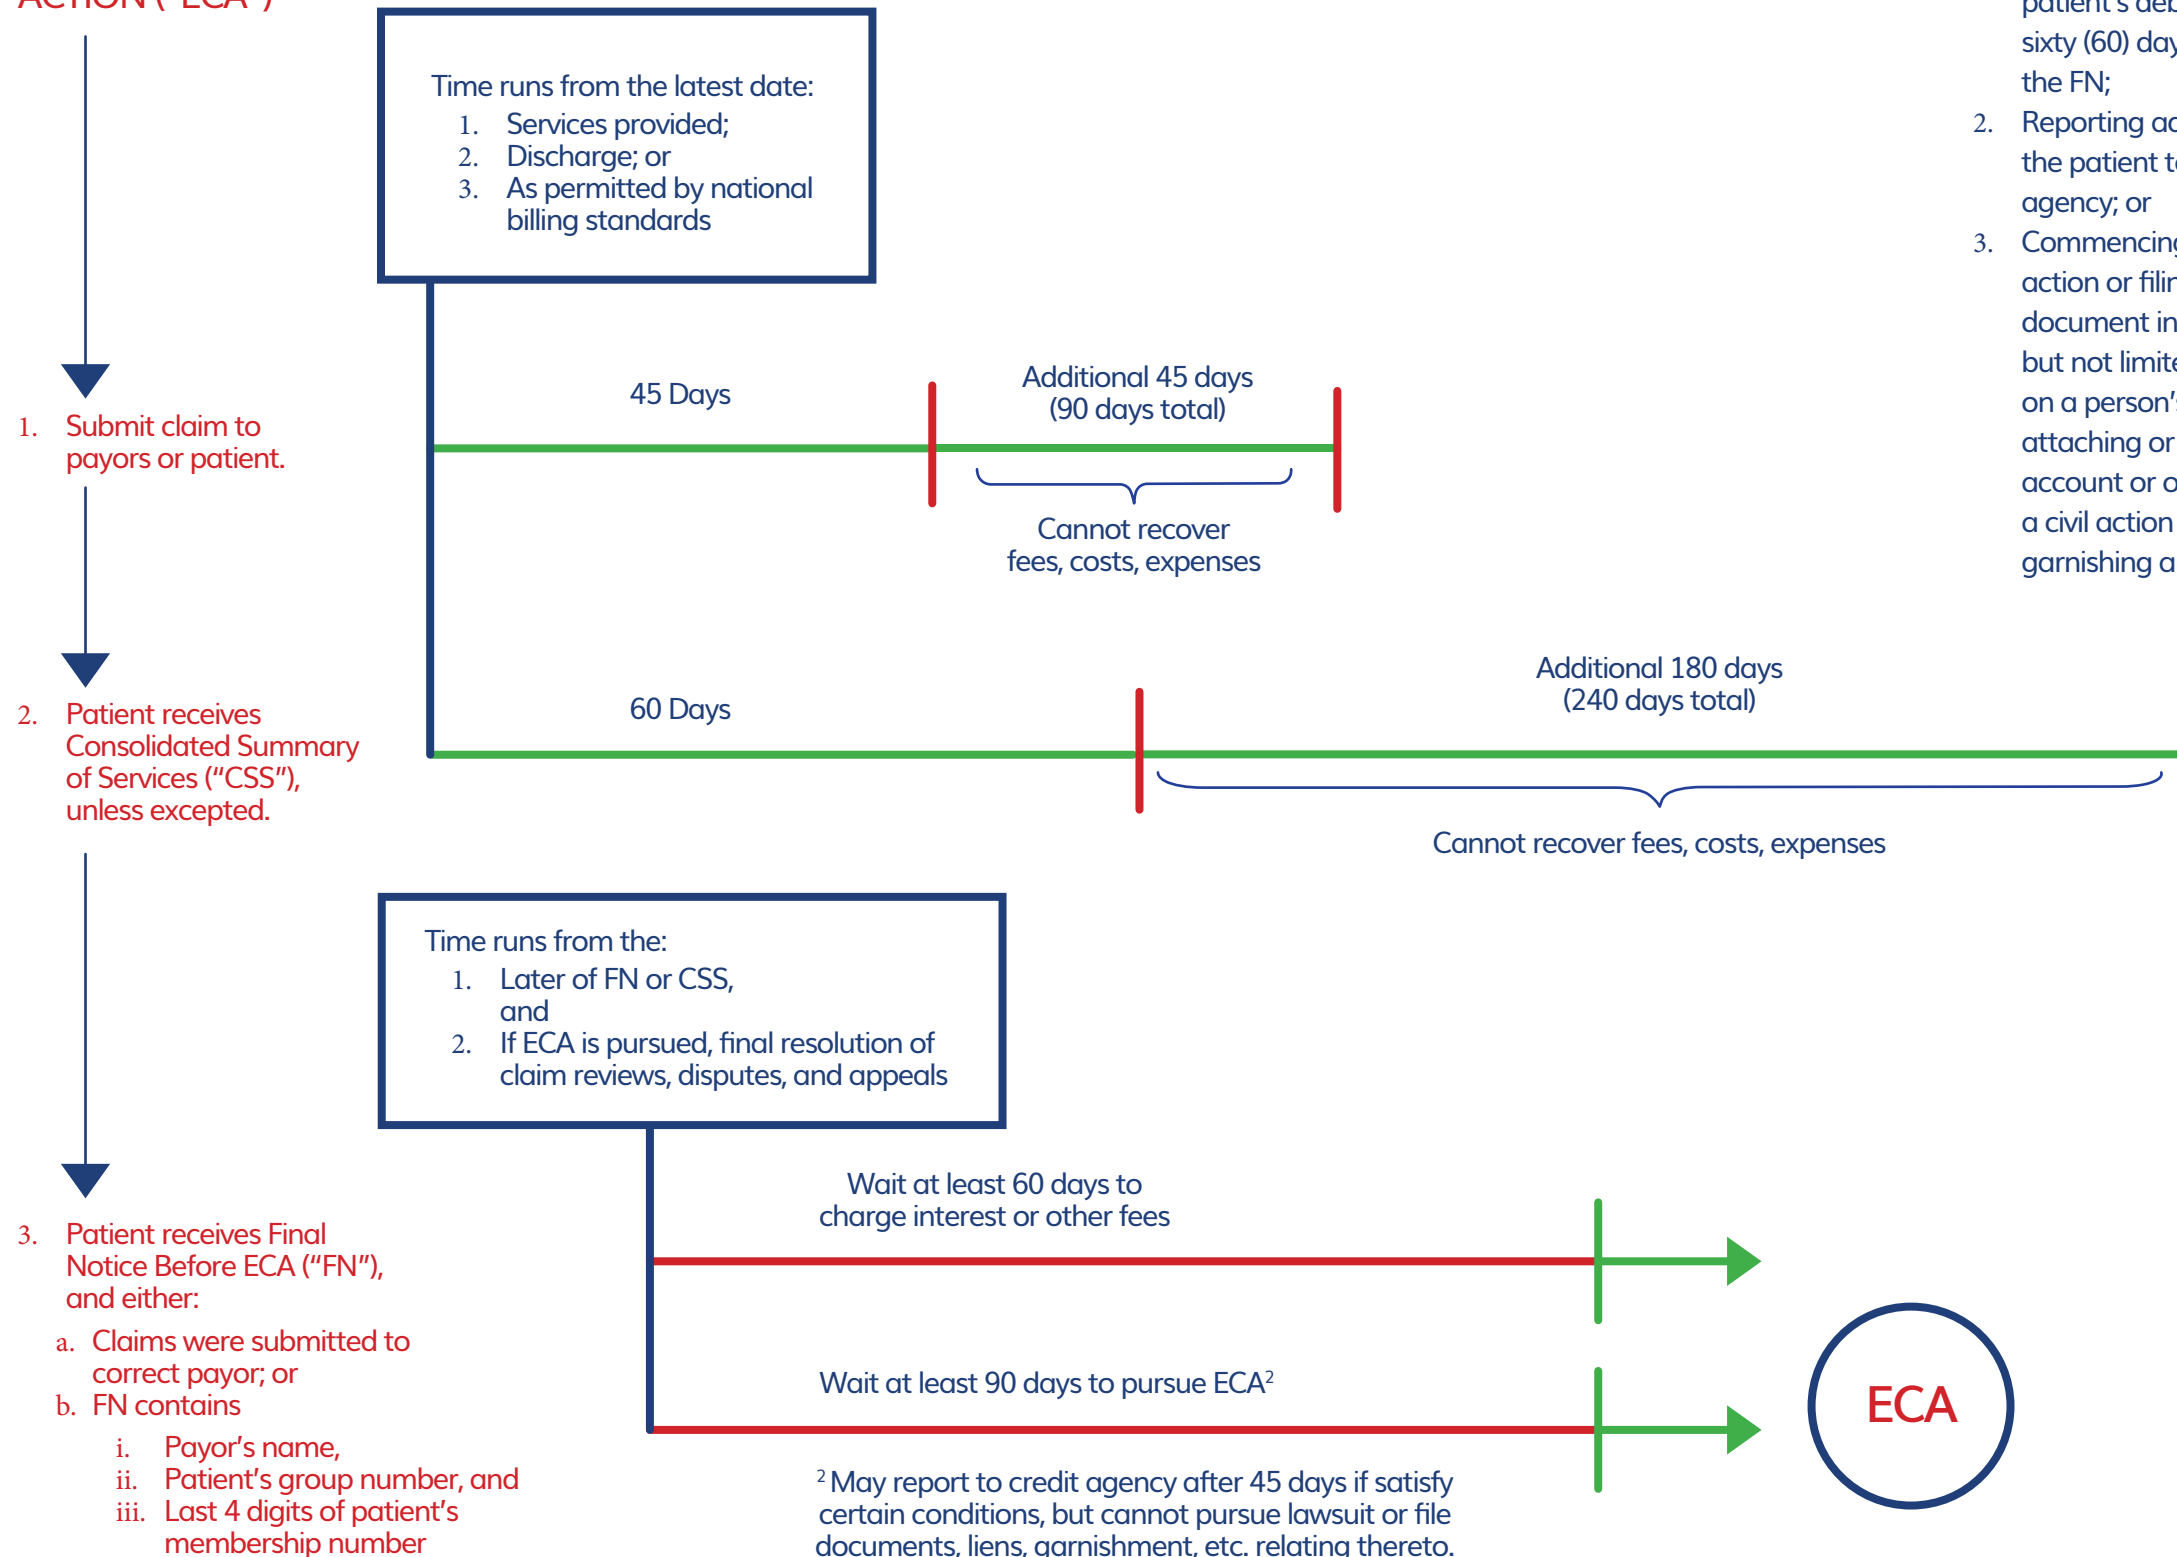 ACTION ("ECA")
Time runs from the latest date:
1. Services provided;
2. Discharge; or
3. As permitted by national
billing standards
patient's
sixty (60)
the FN;
2. Reporting
the patient
agency; or
3. Commencing
action or
document in
but not
on a person's
attaching or
account or
a civil action
garnishing a
1. Submit claim to
payors or patient.
45 Days
Additional 45 days
(90 days total)
Cannot recover
fees, costs, expenses
2. Patient receives
Consolidated Summary
of Services (“CSS”),
unless excepted.
60 Days
Additional 180 days
(240 days total)
Cannot recover fees, costs, expenses
Time runs from the:
1. Later of FN or CSS,
and
2. If ECA is pursued, final resolution of
claim reviews, disputes, and appeals
3. Patient receives Final
Notice Before ECA (“FN”),
and either:
a. Claims were submitted to
correct payor; or
b. FN contains
i. Payor's name,
ii. Patient's group number, and
iii. Last 4 digits of patient's
membership number
Wait at least 60 days to
charge interest or other fees
Wait at least 90 days to pursue ECA²
ECA
² May report to credit agency after 45 days if satisfy
certain conditions, but cannot pursue lawsuit or file
documents, liens, garnishment, etc. relating thereto.